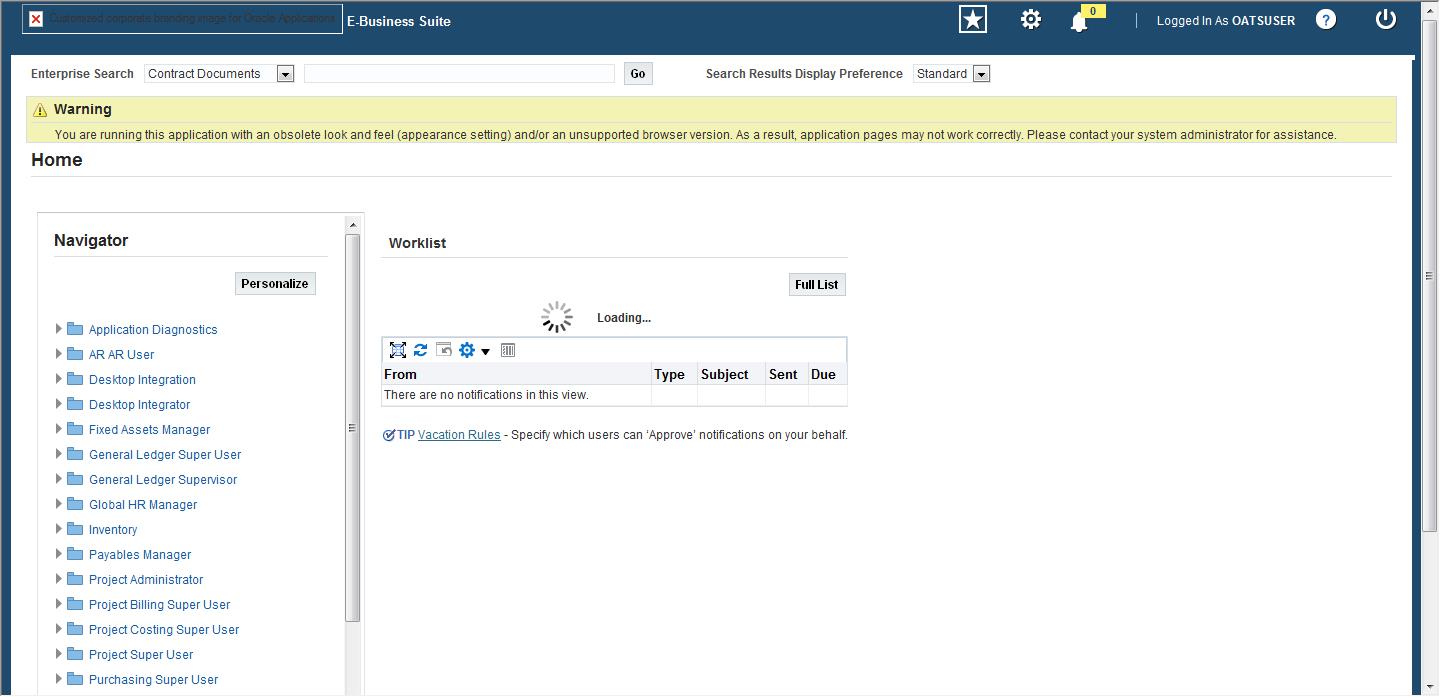 Customized corporate branding image for Oracle Applications
E-Business Suite
0
Logged In As OATSUSER
?
Enterprise Search
Contract Documents
Go
Search Results Display Preference
Standard
Warning
You are running this application with an obsolete look and feel (appearance setting) and/or an unsupported browser version. As a result, application pages may not work correctly. Please contact your system administrator for assistance.
Home
Navigator
Personalize
Application Diagnostics
AR AR User
Desktop Integration
Desktop Integrator
Fixed Assets Manager
General Ledger Super User
General Ledger Supervisor
Global HR Manager
Inventory
Payables Manager
Project Administrator
Project Billing Super User
Project Costing Super User
Project Super User
Purchasing Super User
Worklist
Full List
Loading...
From Type Subject Sent Due
There are no notifications in this view.
TIP Vacation Rules - Specify which users can ‘Approve’ notifications on your behalf.